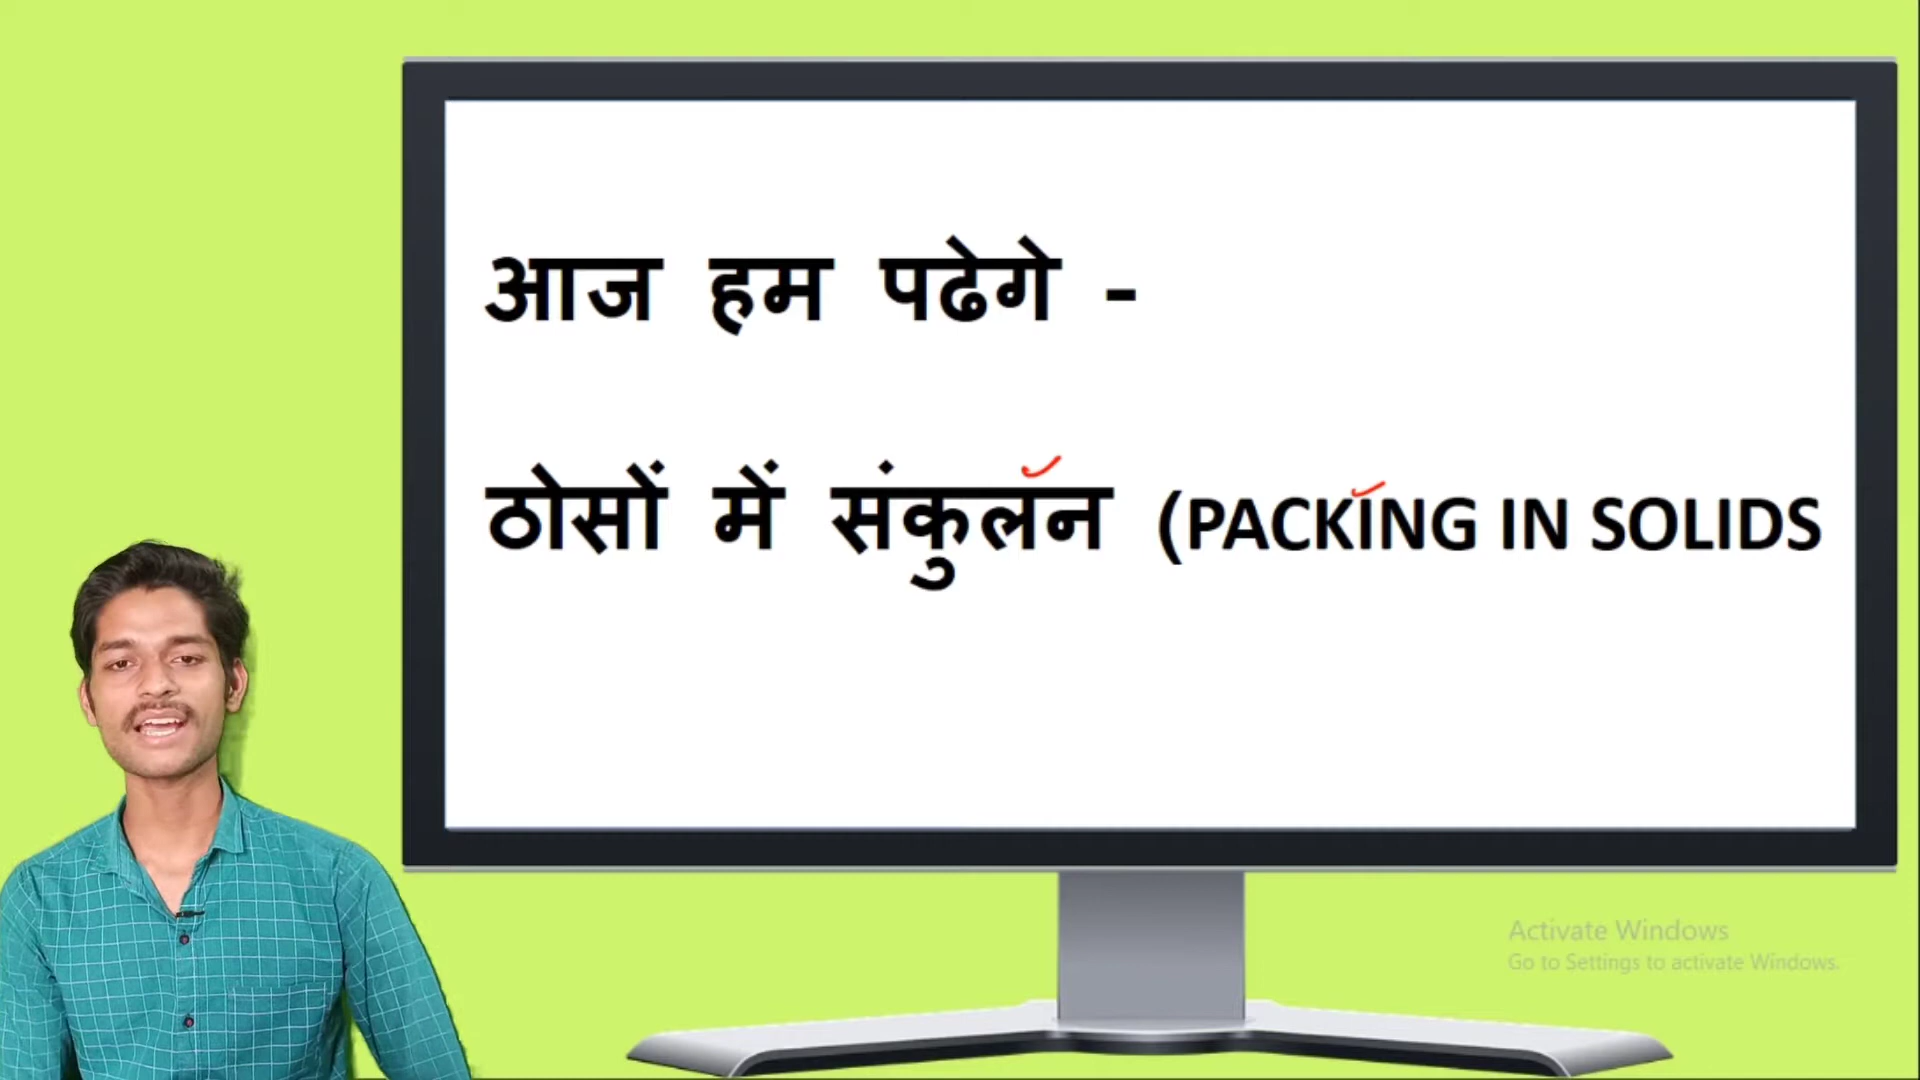 आज हम पढेगे -
ठोसों में संकुलन (PACKING IN SOLIDS
Activate Windows
Go to Settings to activate Windows.